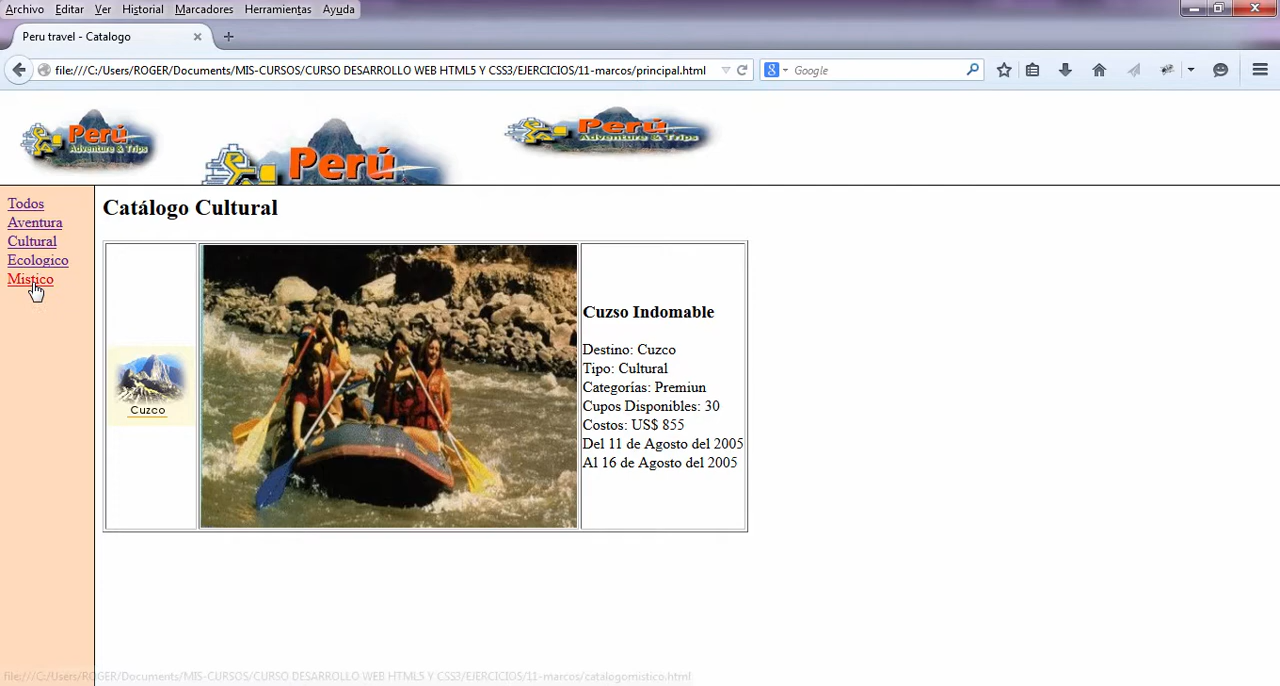 Archivo Editar Ver Historial Marcadores Herramientas Ayuda
Peru travel - Catalogo
file:///C:/Users/ROGER/Documents/MIS-CURSOS/CURSO DESARROLLO WEB HTML5 Y CSS3/EJERCICIOS/11-marcos/principal.html
Google
Perú
Adventure & Trips
Perú
Perú
Adventure & Trips
Todos
Aventura
Cultural
Ecologico
Mistico
Catálogo Cultural
Cuzco
Cuzso Indomable
Destino: Cuzco
Tipo: Cultural
Categorías: Premiun
Cupos Disponibles: 30
Costos: US$ 855
Del 11 de Agosto del 2005
Al 16 de Agosto del 2005
file:///C:/Users/ROGER/Documents/MIS-CURSOS/CURSO DESARROLLO WEB HTML5 Y CSS3/EJERCICIOS/11-marcos/catalogomistico.html